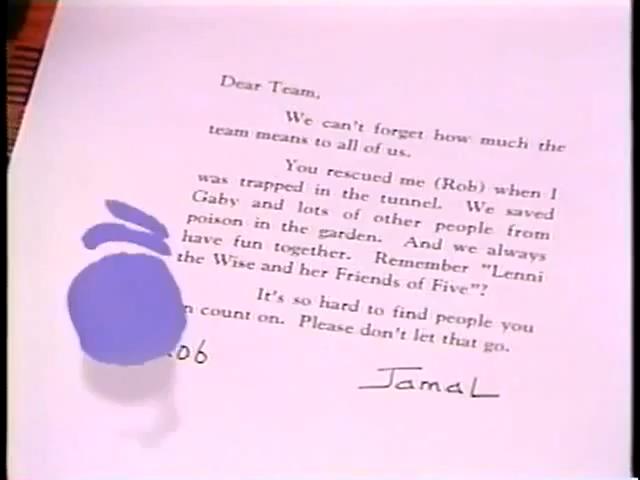 Dear Team,
We can't forget how much the
team means to all of us.
You rescued me (Rob) when I
was trapped in the tunnel. We saved
Gaby and lots of other people from
poison in the garden. And we always
have fun together. Remember "Lenni
the Wise and her Friends of Five"?
It's so hard to find people you
n count on. Please don't let that go.
ob
Jamal